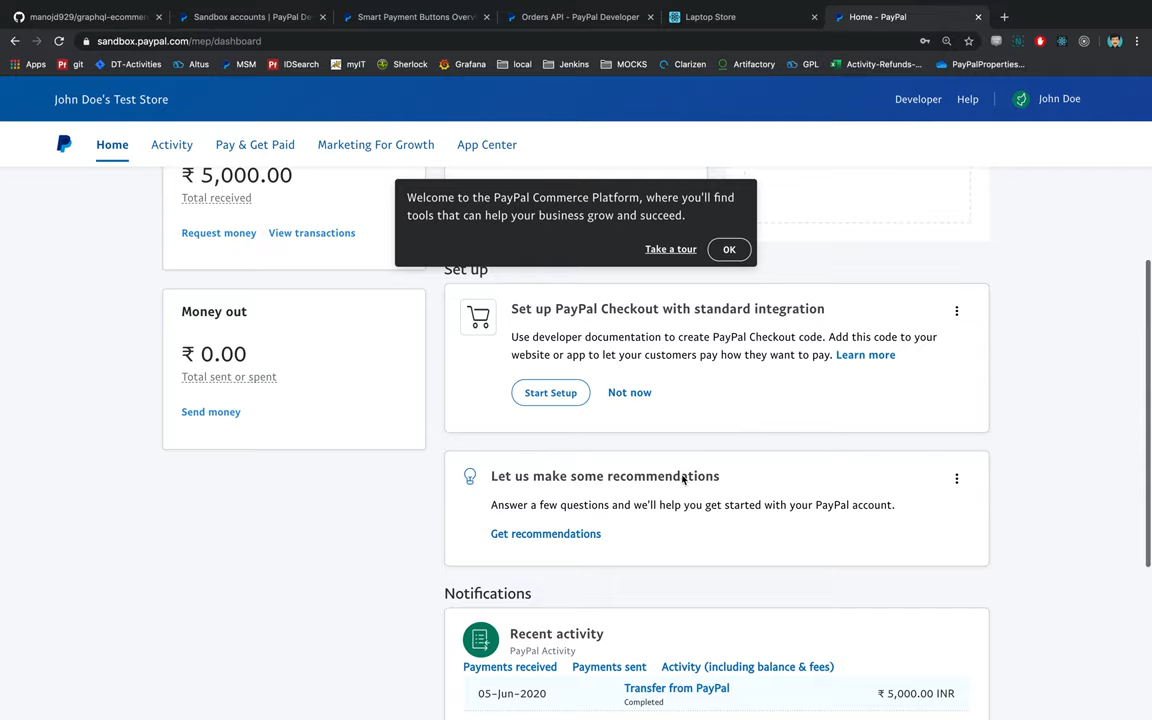 manojd929/graphql-ecommer
Sandbox accounts | PayPal De
Smart Payment Buttons Overv
Orders API - PayPal Developer
Laptop Store
Home - PayPal
sandbox.paypal.com/mep/dashboard
Apps
git
DT-Activities
Altus
MSM
IDSearch
myIT
Sherlock
Grafana
local
Jenkins
MOCKS
Clarizen
Artifactory
GPL
Activity-Refunds-...
PayPalProperties...
John Doe's Test Store
Developer
Help
John Doe
Home
Activity
Pay & Get Paid
Marketing For Growth
App Center
₹ 5,000.00
Total received
Request money
View transactions
Welcome to the PayPal Commerce Platform, where you'll find
tools that can help your business grow and succeed.
Take a tour
OK
Set up
Money out
₹ 0.00
Total sent or spent
Send money
Set up PayPal Checkout with standard integration
Use developer documentation to create PayPal Checkout code. Add this code to your
website or app to let your customers pay how they want to pay. Learn more
Start Setup
Not now
Let us make some recommendations
Answer a few questions and we'll help you get started with your PayPal account.
Get recommendations
Notifications
Recent activity
PayPal Activity
Payments received
Payments sent
Activity (including balance & fees)
05-Jun-2020
Transfer from PayPal
₹ 5,000.00 INR
Completed